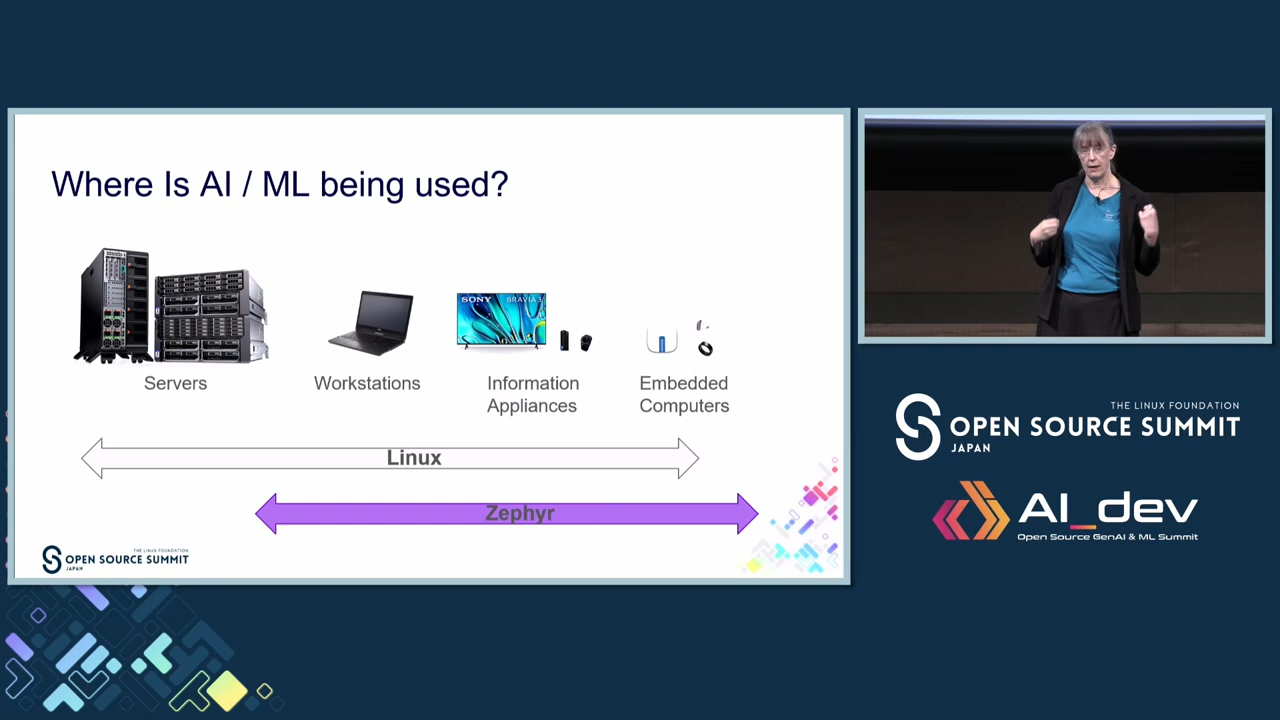 Where Is AI / ML being used?
SONY
BRAVIA 3
Servers
Workstations
Information
Appliances
Embedded
Computers
Linux
Zephyr
THE LINUX FOUNDATION
OPEN SOURCE SUMMIT
JAPAN
THE LINUX FOUNDATION
OPEN SOURCE SUMMIT
JAPAN
AI_dev
Open Source GenAI & ML Summit